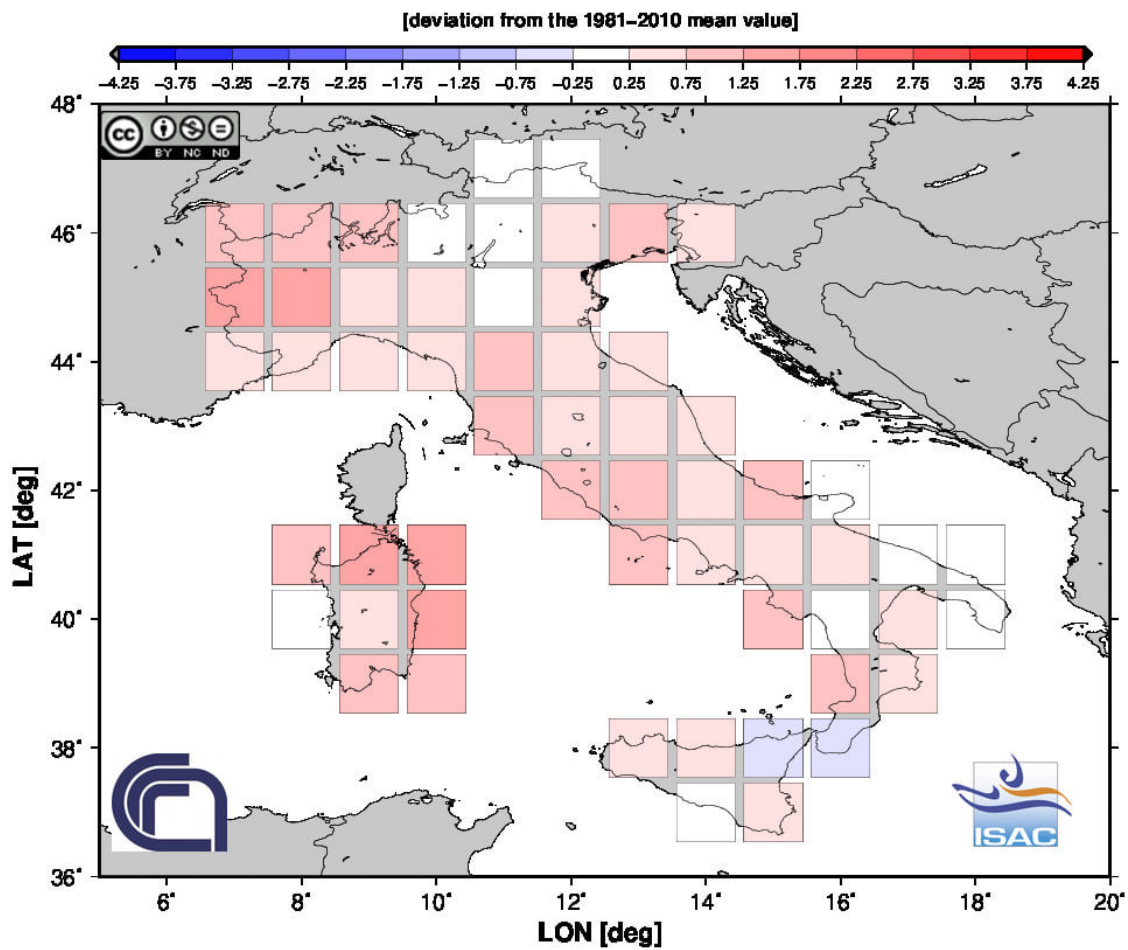 [deviation from the 1981–2010 mean value]
−4.25 −3.75 −3.25 −2.75 −2.25 −1.75 −1.25 −0.75 −0.25 0.25 0.75 1.25 1.75 2.25 2.75 3.25 3.75 4.25
48°
cc
BY NC ND
46°
44°
42°
LAT [deg]
40°
38°
ISAC
36°
6° 8° 10° 12° 14° 16° 18° 20°
LON [deg]